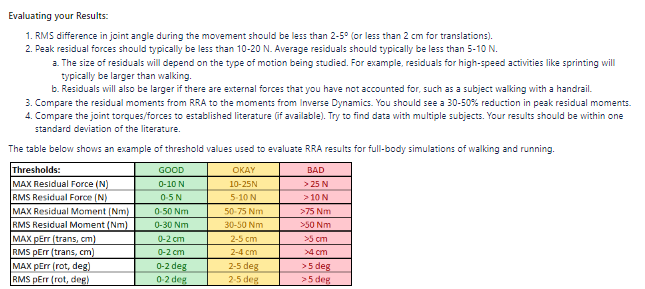 Evaluating your Results:
1. RMS difference in joint angle during the movement should be less than 2-5° (or less than 2 cm for translations).
2. Peak residual forces should typically be less than 10-20 N. Average residuals should typically be less than 5-10 N.
a. The size of residuals will depend on the type of motion being studied. For example, residuals for high-speed activities like sprinting will
typically be larger than walking.
b. Residuals will also be larger if there are external forces that you have not accounted for, such as a subject walking with a handrail.
3. Compare the residual moments from RRA to the moments from Inverse Dynamics. You should see a 30-50% reduction in peak residual moments.
4. Compare the joint torques/forces to established literature (if available). Try to find data with multiple subjects. Your results should be within one
standard deviation of the literature.
The table below shows an example of threshold values used to evaluate RRA results for full-body simulations of walking and running.
Thresholds: GOOD OKAY BAD
MAX Residual Force (N) 0-10 N 10-25N > 25 N
RMS Residual Force (N) 0-5 N 5-10 N > 10 N
MAX Residual Moment (Nm) 0-50 Nm 50-75 Nm >75 Nm
RMS Residual Moment (Nm) 0-30 Nm 30-50 Nm >50 Nm
MAX pErr (trans, cm) 0-2 cm 2-5 cm >5 cm
RMS pErr (trans, cm) 0-2 cm 2-4 cm >4 cm
MAX pErr (rot, deg) 0-2 deg 2-5 deg >5 deg
RMS pErr (rot, deg) 0-2 deg 2-5 deg >5 deg